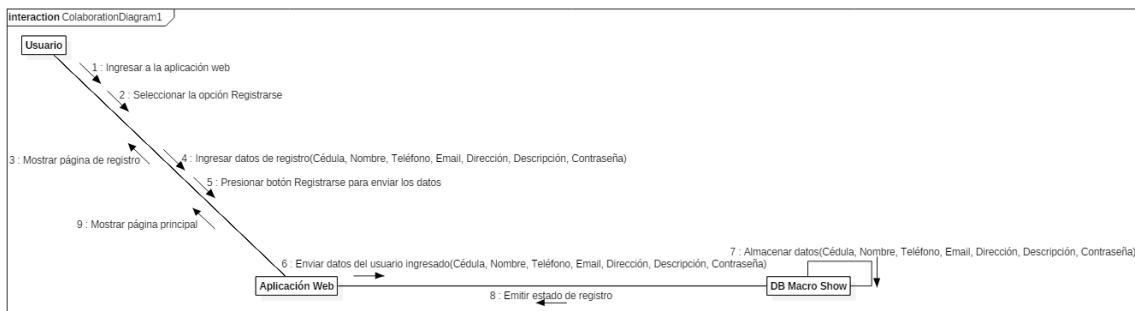 interaction ColaborationDiagram1
Usuario
1 : Ingresar a la aplicación web
2 : Seleccionar la opción Registrarse
3 : Mostrar página de registro
4 : Ingresar datos de registro(Cédula, Nombre, Teléfono, Email, Dirección, Descripción, Contraseña)
5 : Presionar botón Registrarse para enviar los datos
9 : Mostrar página principal
7 : Almacenar datos(Cédula, Nombre, Teléfono, Email, Dirección, Descripción, Contraseña)
6 : Enviar datos del usuario ingresado(Cédula, Nombre, Teléfono, Email, Dirección, Descripción, Contraseña)
Aplicación Web
DB Macro Show
8 : Emitir estado de registro